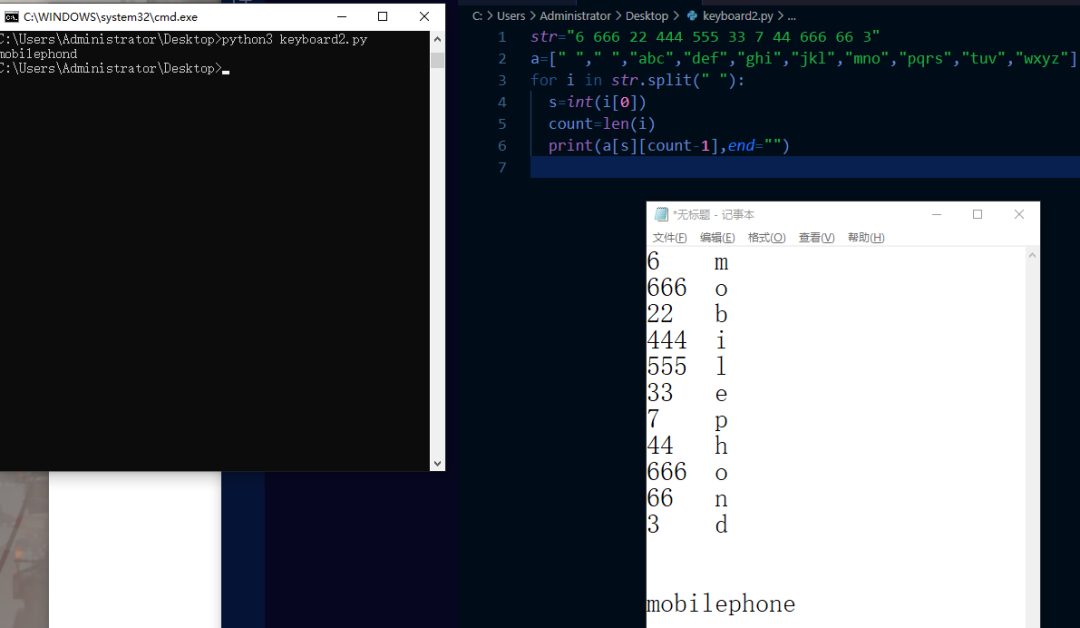 C:\WINDOWS\system32\cmd.exe
C:\Users\Administrator\Desktop>python3 keyboard2.py
mobilephond
C:\Users\Administrator\Desktop>
C: > Users > Administrator > Desktop > keyboard2.py > ...
1 str="6 666 22 444 555 33 7 44 666 66 3"
2 a=[" "," ","abc","def","ghi","jkl","mno","pqrs","tuv","wxyz"]
3 for i in str.split(" "):
4 s=int(i[0])
5 count=len(i)
6 print(a[s][count-1],end="")
7
*无标题 - 记事本
文件(F) 编辑(E) 格式(O) 查看(V) 帮助(H)
6 m
666 o
22 b
444 i
555 l
33 e
7 p
44 h
666 o
66 n
3 d
mobilephone